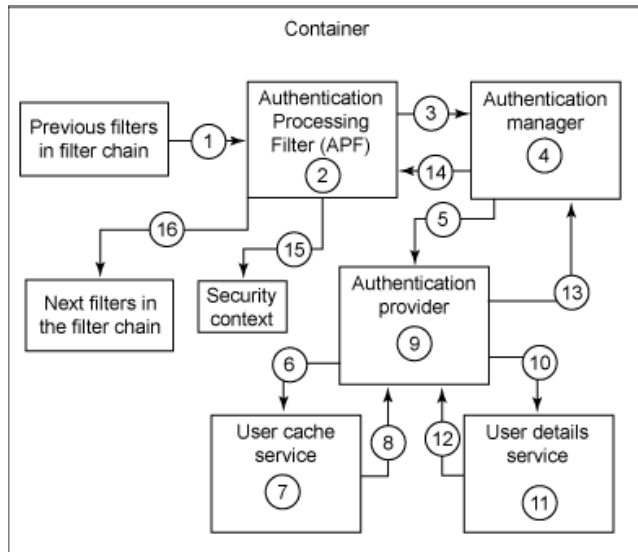 Container
Previous filters
in filter chain
1
Authentication
Processing
Filter (APF)
2
3
Authentication
manager
4
14
5
16
15
Next filters in
the filter chain
Security
context
Authentication
provider
9
13
6
10
8
12
User cache
service
7
User details
service
11